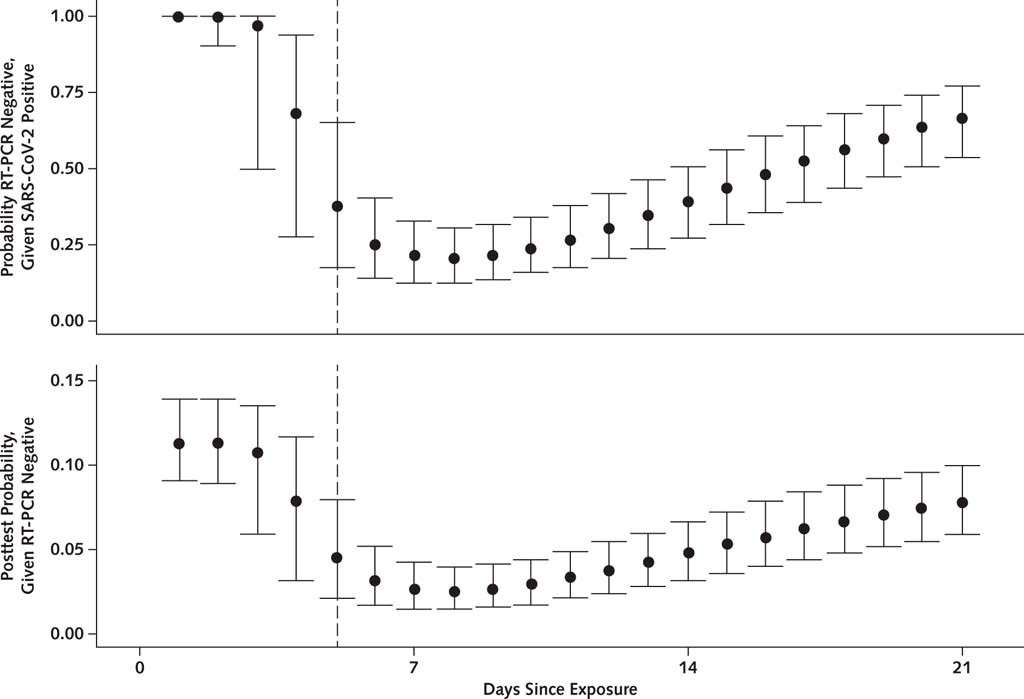 Probability RT-PCR Negative,
Given SARS-CoV-2 Positive
1.00
0.75
0.50
0.25
0.00
Posttest Probability,
Given RT-PCR Negative
0.15
0.10
0.05
0.00
0 7 14 21
Days Since Exposure